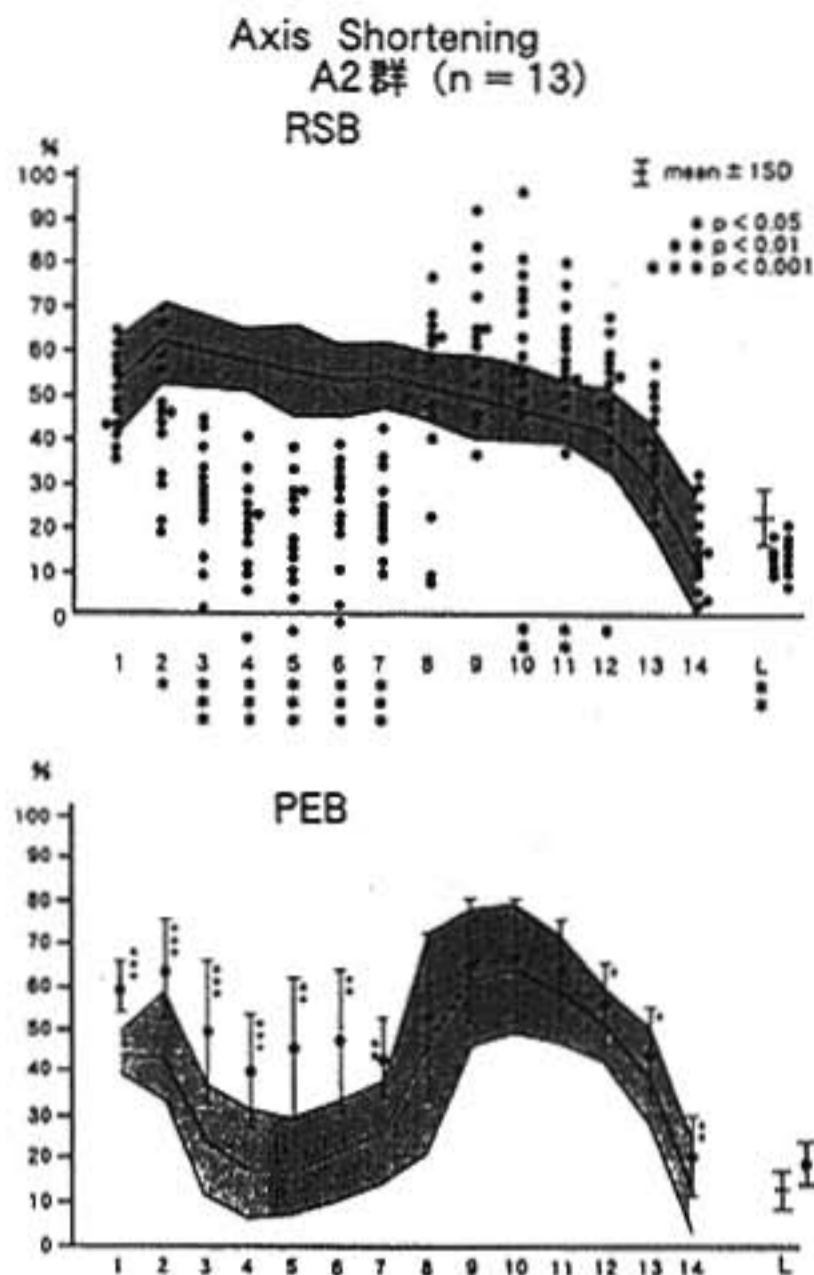 Axis Shortening
A2群 (n = 13)
RSB
%
mean ± 1SD
• p < 0.05
• • p < 0.01
• • • p < 0.001
100
90
80
70
60
50
40
30
20
10
0
1 2 3 4 5 6 7 8 9 10 11 12 13 14 L
%
PEB
100
90
80
70
60
50
40
30
20
10
0
1 2 3 4 5 6 7 8 9 10 11 12 13 14 L